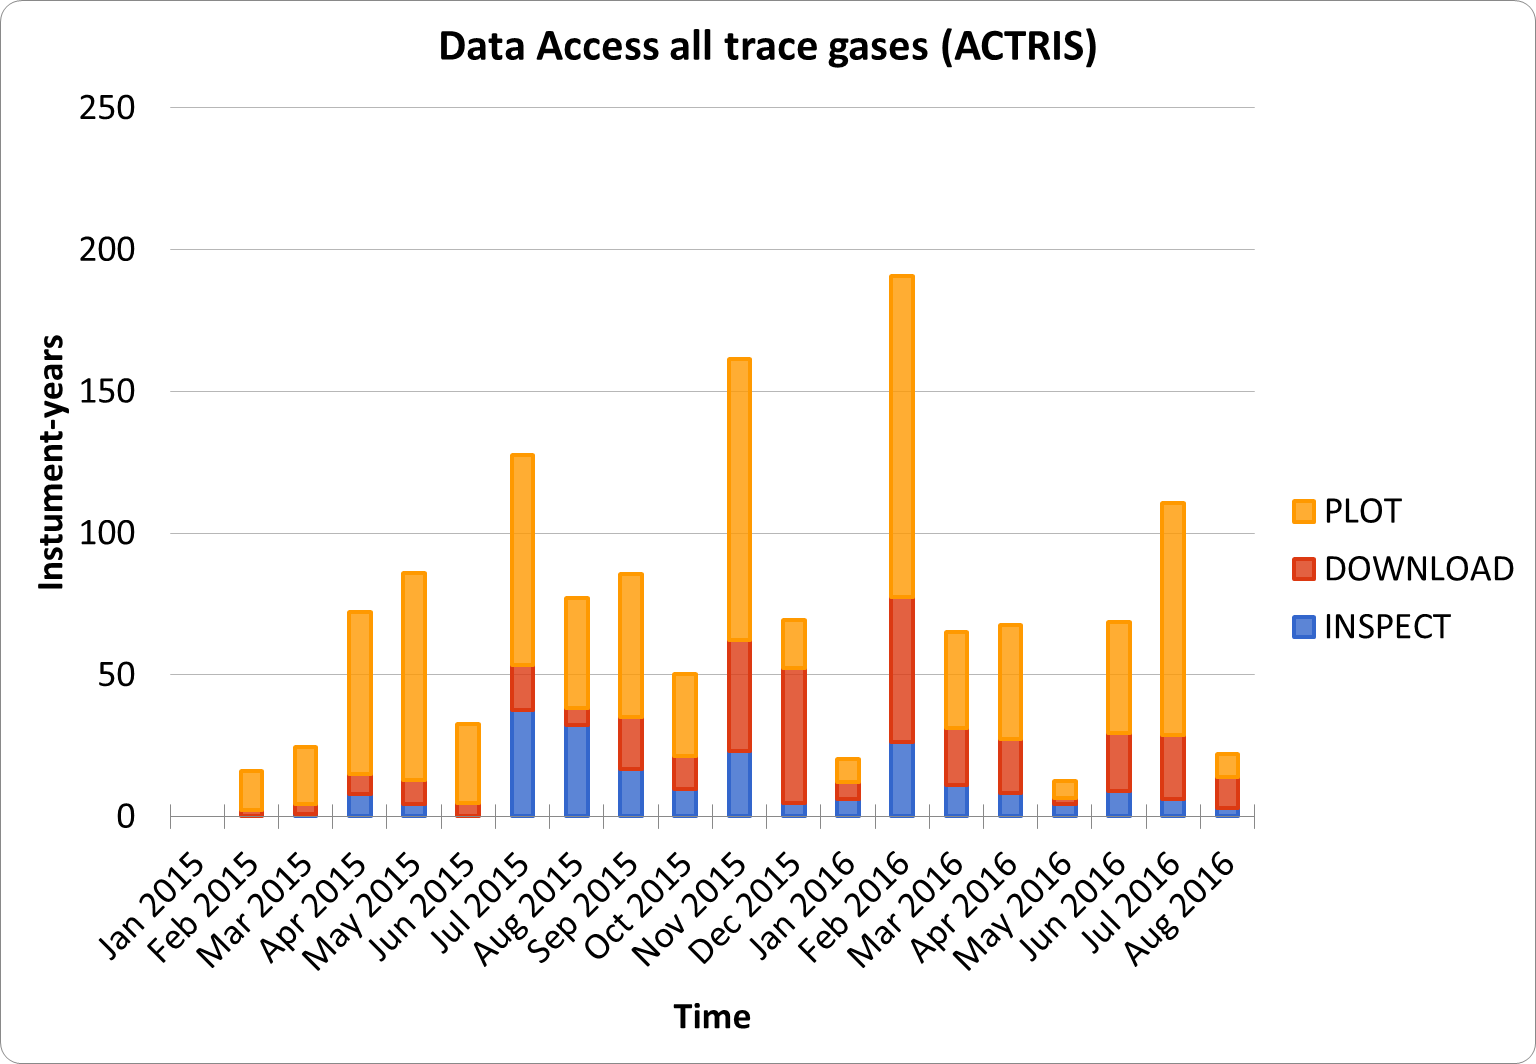 Data Access all trace gases (ACTRIS)
250
200
150
100
50
0
Instument-years
PLOT
DOWNLOAD
INSPECT
Jan 2015
Feb 2015
Mar 2015
Apr 2015
May 2015
Jun 2015
Jul 2015
Aug 2015
Sep 2015
Oct 2015
Nov 2015
Dec 2015
Jan 2016
Feb 2016
Mar 2016
Apr 2016
May 2016
Jun 2016
Jul 2016
Aug 2016
Time